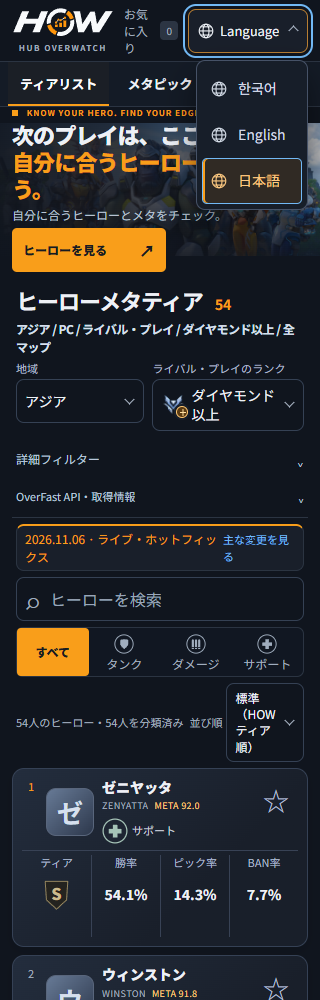 HOW
HUB OVERWATCH
お気
に入
り
0
Language
한국어
English
日本語
ティアリスト
メタピック
KNOW YOUR HERO. FIND YOUR EDG
次のプレイは、ここ
自分に合うヒーロー
う。
自分に合うヒーローとメタをチェック。
ヒーローを見る ↗
ヒーローメタティア 54
アジア / PC / ライバル・プレイ / ダイヤモンド以上 / 全
マップ
地域
アジア
ライバル・プレイのランク
ダイヤモンド
以上
詳細フィルター
OverFast API・取得情報
2026.11.06 · ライブ・ホットフィッ
クス
主な変更を見
る
ヒーローを検索
すべて
タンク
ダメージ
サポート
54人のヒーロー・54人を分類済み 並び順
標準
（HOW
ティア
順）
1
ゼ
ゼニヤッタ
ZENYATTA META 92.0
サポート
ティア
S
勝率
54.1%
ピック率
14.3%
BAN率
7.7%
2
ウ
ウィンストン
WINSTON META 91.8